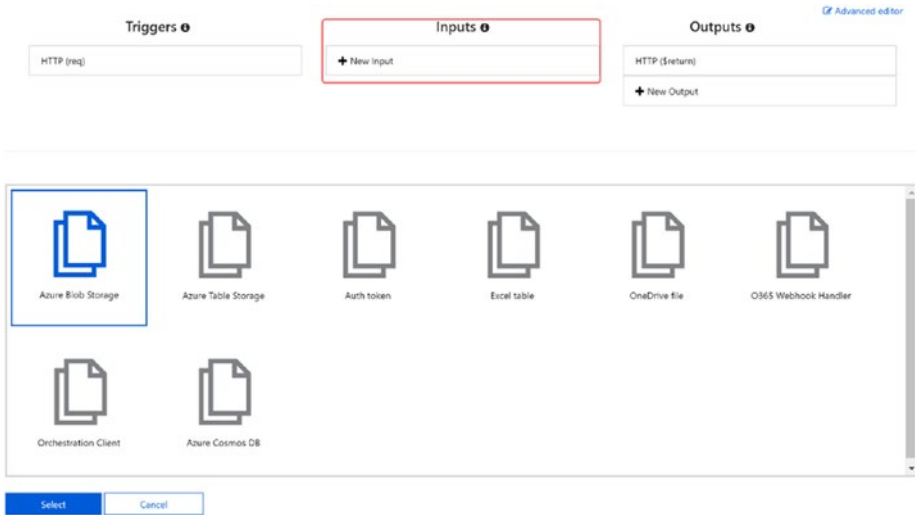 Advanced editor
Triggers
Inputs
Outputs
HTTP (req)
+ New Input
HTTP ($return)
+ New Output
Azure Blob Storage
Azure Table Storage
Auth token
Excel table
OneDrive file
O365 Webhook Handler
Orchestration Client
Azure Cosmos DB
Select
Cancel